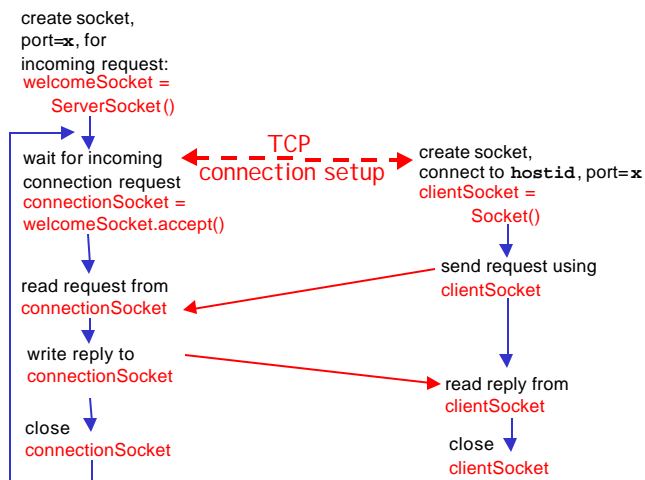 create socket,
port=x, for
incoming request:
welcomeSocket =
ServerSocket()
wait for incoming
connection request
connectionSocket =
welcomeSocket.accept()
TCP
connection setup
create socket,
connect to hostid, port=x
clientSocket =
Socket()
send request using
clientSocket
read request from
connectionSocket
write reply to
connectionSocket
read reply from
clientSocket
close
connectionSocket
close
clientSocket